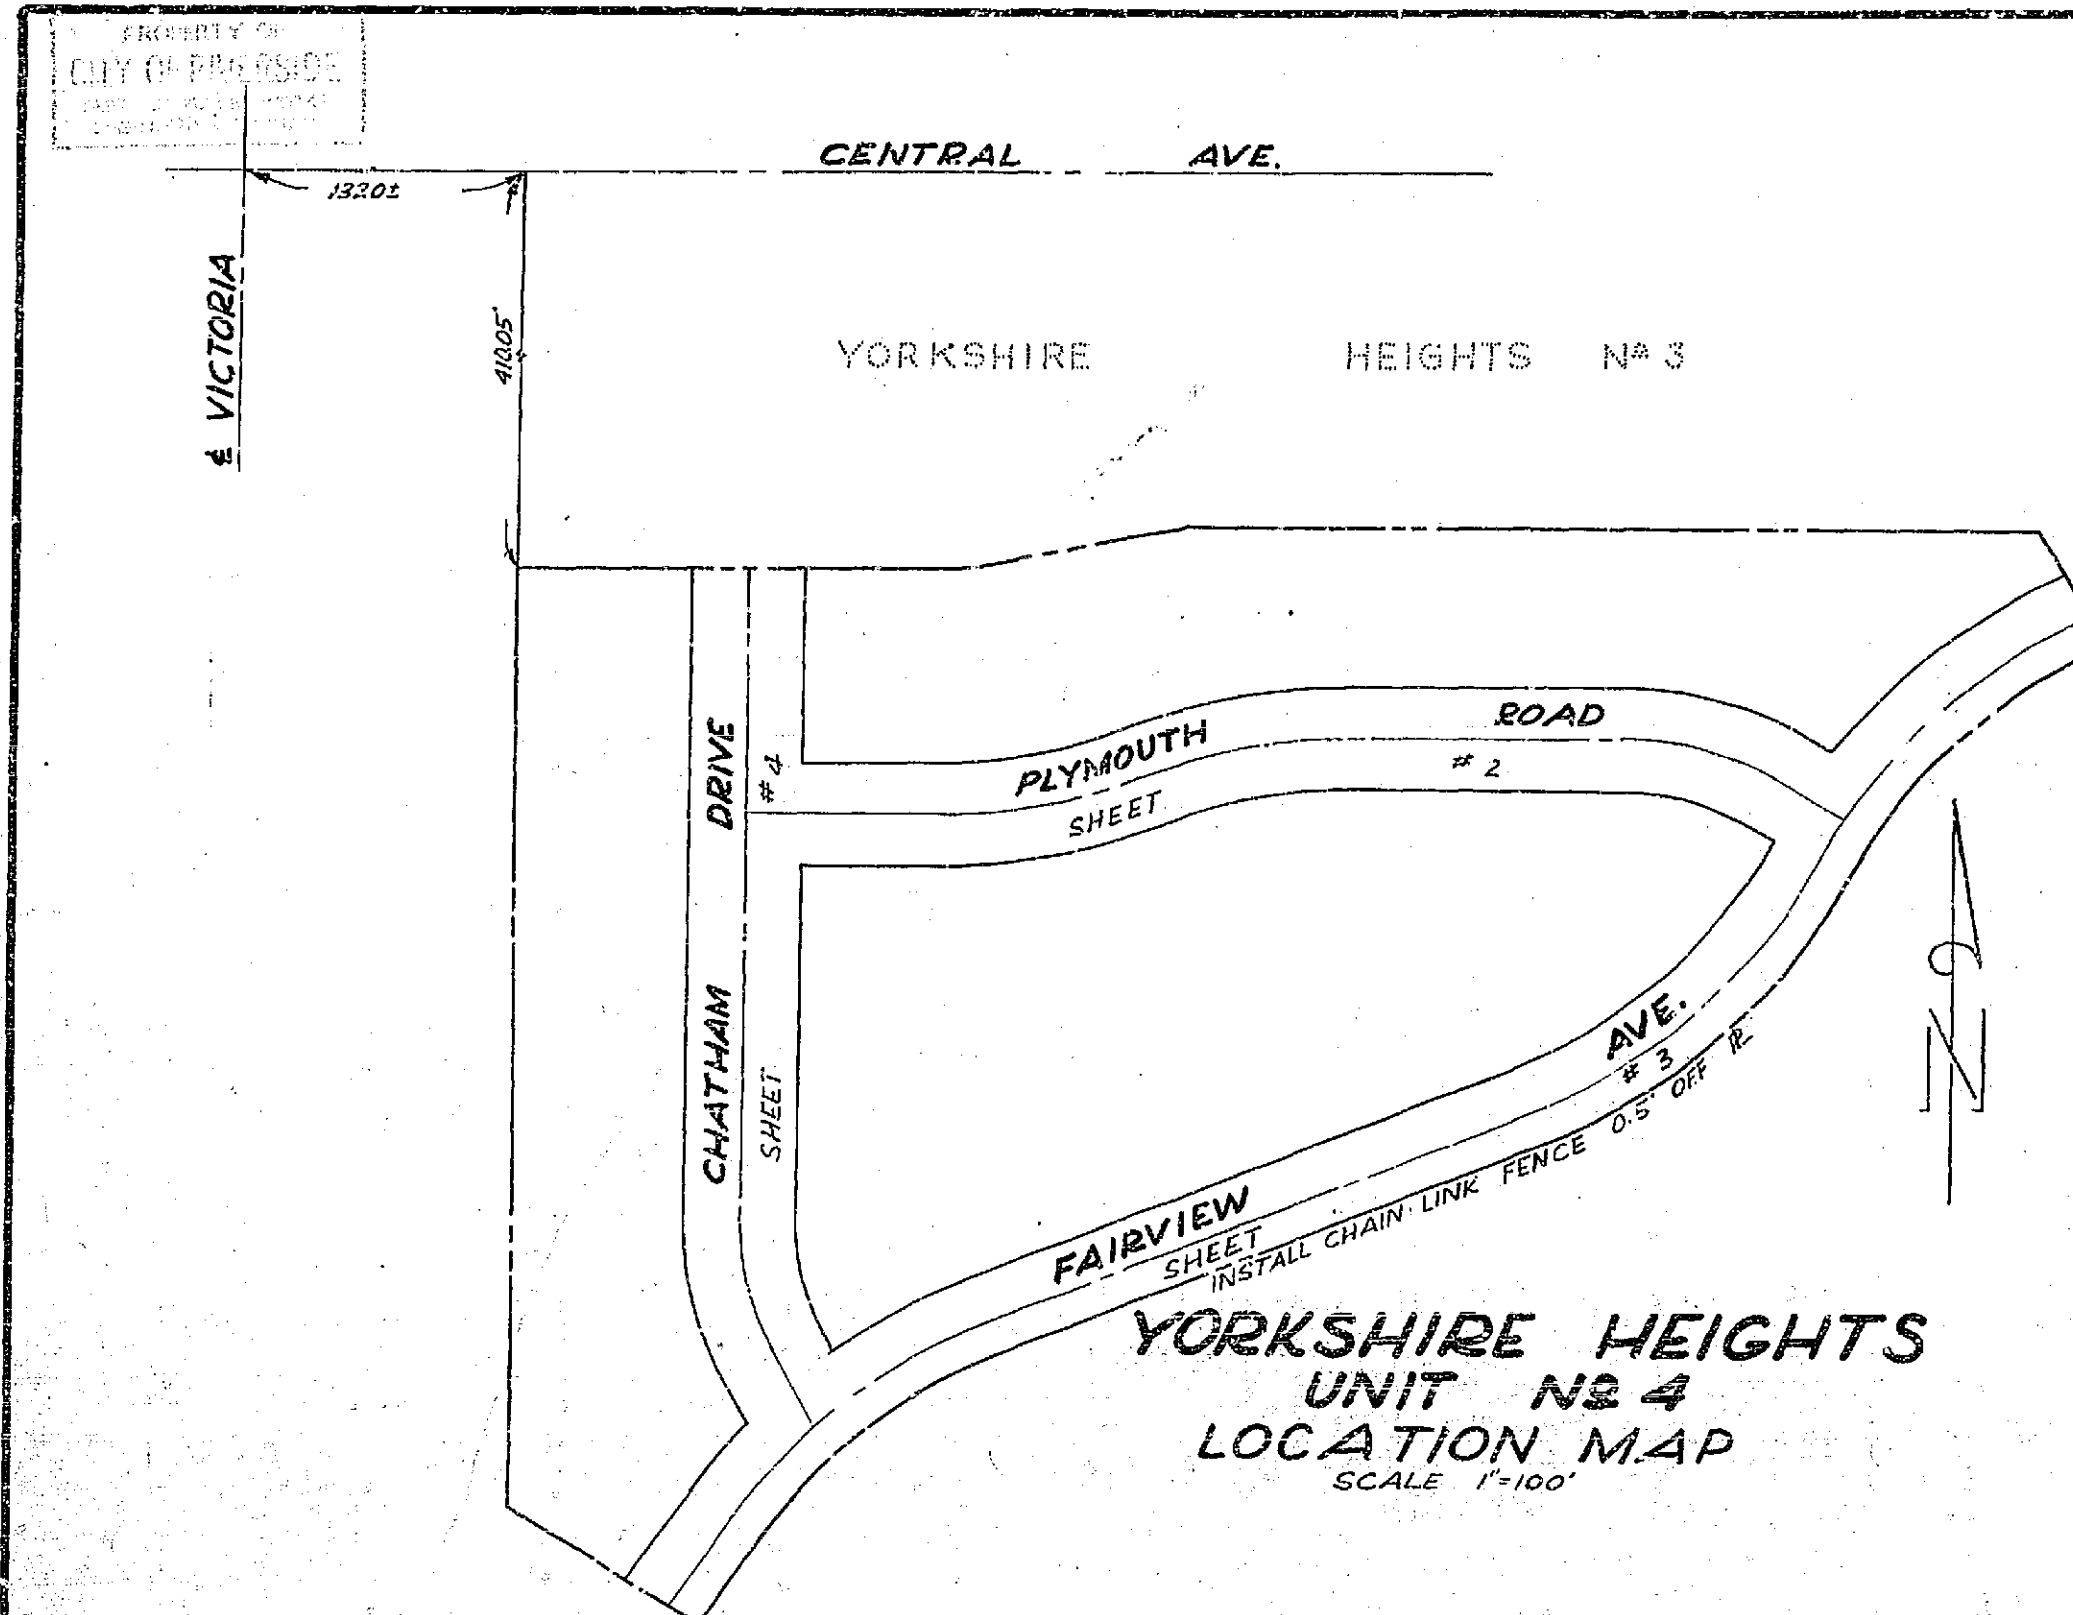 PROPERTY OF
CITY OF RIVERSIDE
CENTRAL AVE.
1320±
℄ VICTORIA
410.05'
YORKSHIRE HEIGHTS Nº 3
CHATHAM DRIVE
SHEET #4
PLYMOUTH ROAD
SHEET #2
FAIRVIEW AVE.
SHEET #3
INSTALL CHAIN LINK FENCE 0.5' OFF ⅊
N
YORKSHIRE HEIGHTS
UNIT Nº 4
LOCATION MAP
SCALE 1"=100'